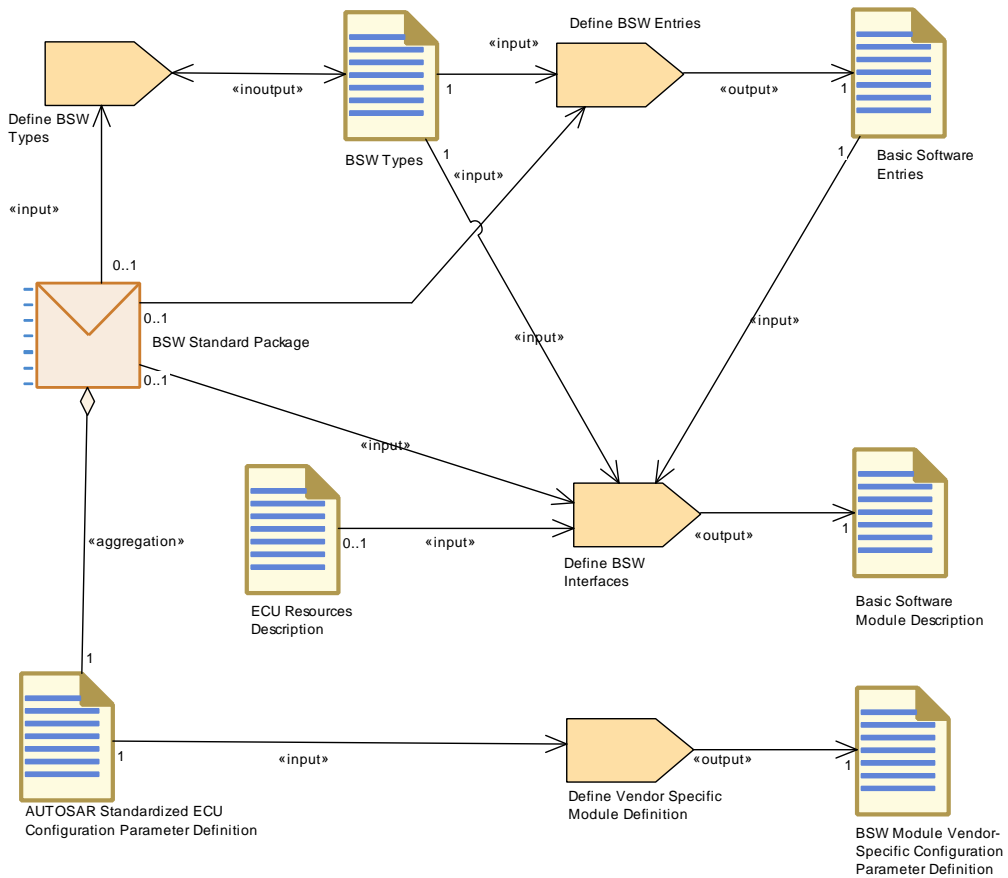 Define BSW Entries
«input»
«inoutput»
1
«output»
1
Define BSW
Types
BSW Types
1
«input»
1
Basic Software
Entries
«input»
0..1
0..1
BSW Standard Package
«input»
«input»
0..1
«input»
«aggregation»
0..1
«input»
Define BSW
Interfaces
«output»
1
ECU Resources
Description
Basic Software
Module Description
1
1
«input»
«output»
1
AUTOSAR Standardized ECU
Configuration Parameter Definition
Define Vendor Specific
Module Definition
BSW Module Vendor-
Specific Configuration
Parameter Definition